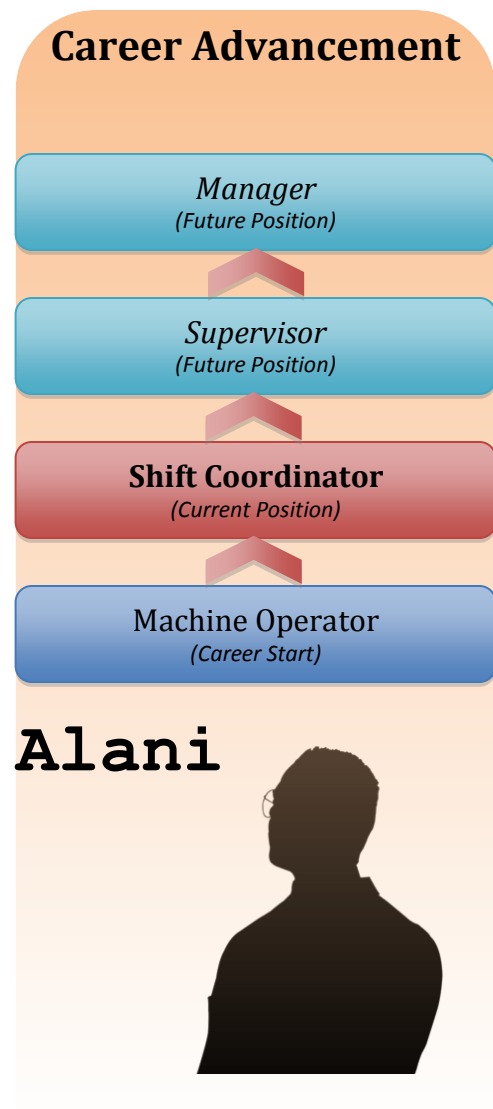 Career Advancement
Manager
(Future Position)
Supervisor
(Future Position)
Shift Coordinator
(Current Position)
Machine Operator
(Career Start)
Alani